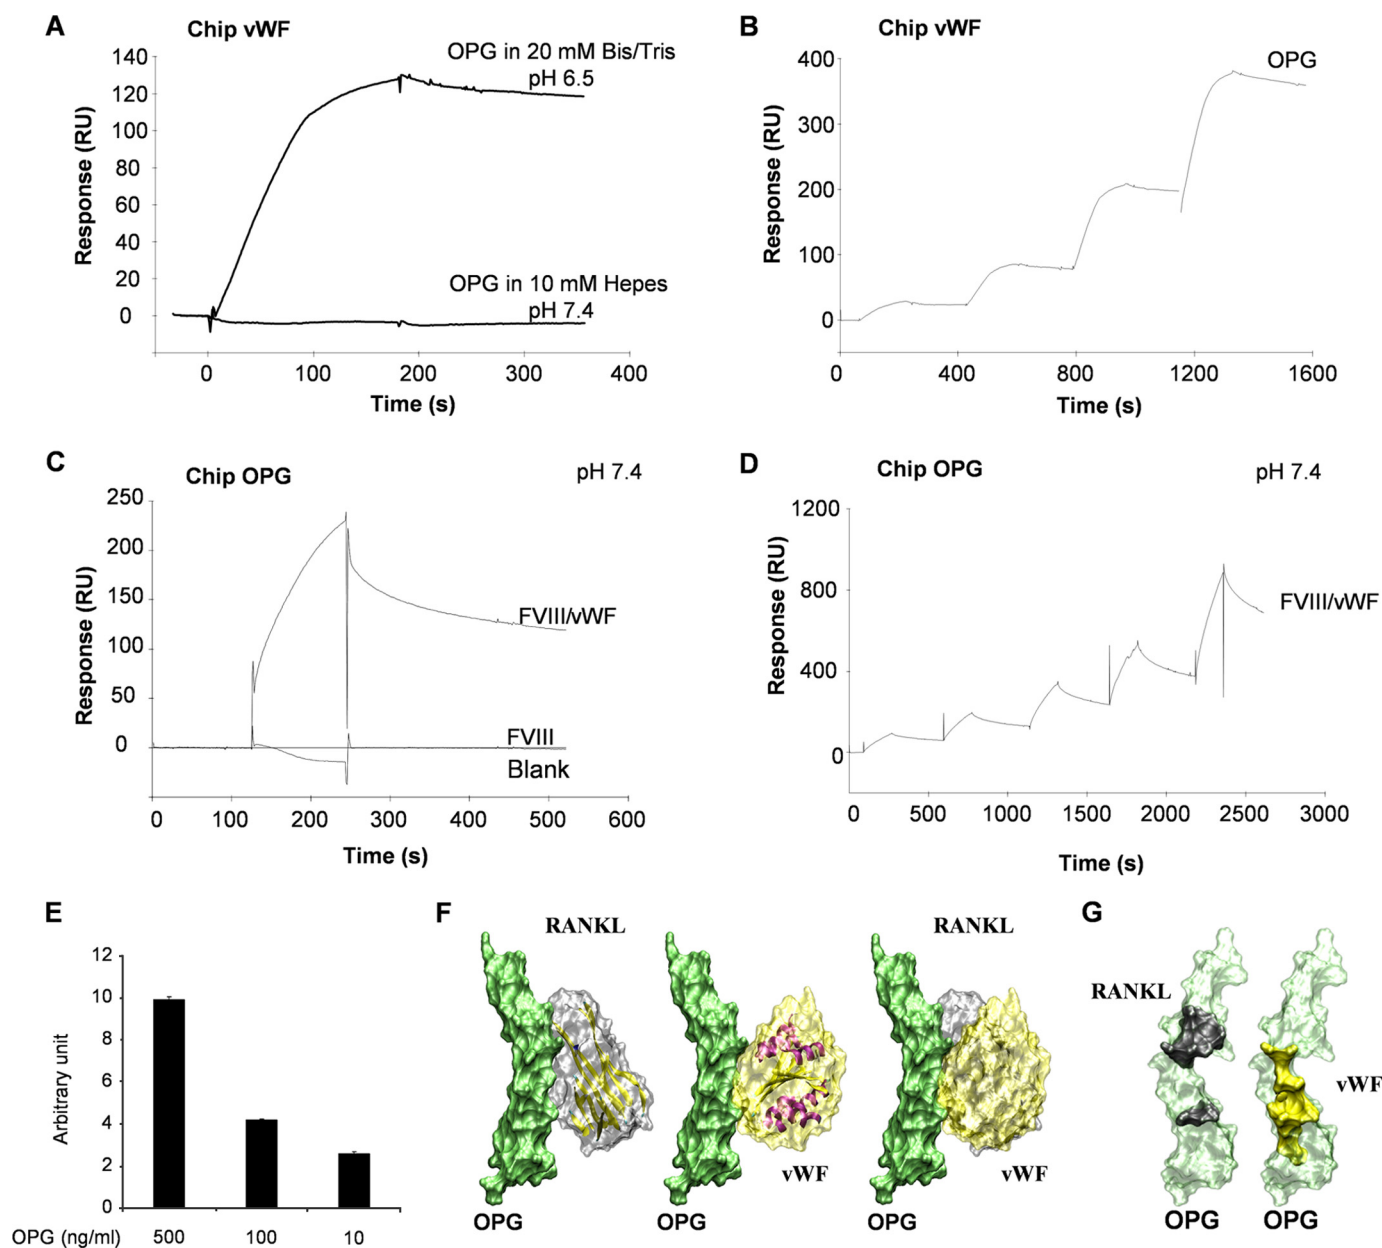 A
Chip vWF
OPG in 20 mM Bis/Tris
pH 6.5
140
120
100
80
60
40
20
0
Response (RU)
OPG in 10 mM Hepes
pH 7.4
0 100 200 300 400
Time (s)
B
Chip vWF
OPG
400
300
200
100
0
Response (RU)
0 400 800 1200 1600
Time (s)
C
Chip OPG
pH 7.4
250
200
150
100
50
0
Response (RU)
FVIII/vWF
FVIII
Blank
0 100 200 300 400 500 600
Time (s)
D
Chip OPG
pH 7.4
1200
800
400
0
Response (RU)
FVIII/vWF
0 500 1000 1500 2000 2500 3000
Time (s)
E
12
10
8
6
4
2
0
Arbitrary unit
OPG (ng/ml) 500 100 10
F
RANKL
RANKL
vWF
vWF
OPG
OPG
OPG
G
RANKL
vWF
OPG
OPG